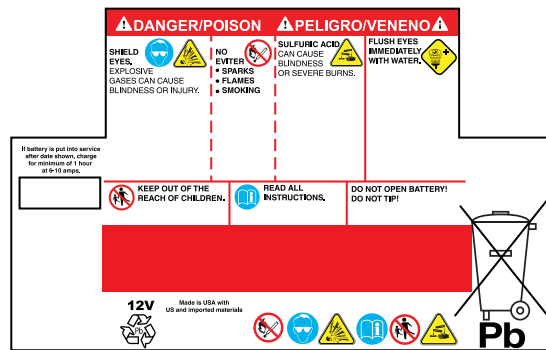 DANGER/POISON
PELIGRO/VENENO
SHIELD
EYES.
EXPLOSIVE
GASES CAN CAUSE
BLINDNESS OR INJURY.
NO
EVITER
• SPARKS
• FLAMES
• SMOKING
SULFURIC ACID
CAN CAUSE
BLINDNESS
OR SEVERE BURNS.
FLUSH EYES
IMMEDIATELY
WITH WATER.
If battery is put into service
after date shown, charge
for minimum of 1 hour
at 6-10 amps.
KEEP OUT OF THE
REACH OF CHILDREN.
READ ALL
INSTRUCTIONS.
DO NOT OPEN BATTERY!
DO NOT TIP!
12V
Pb
Made is USA with
US and imported materials
Pb